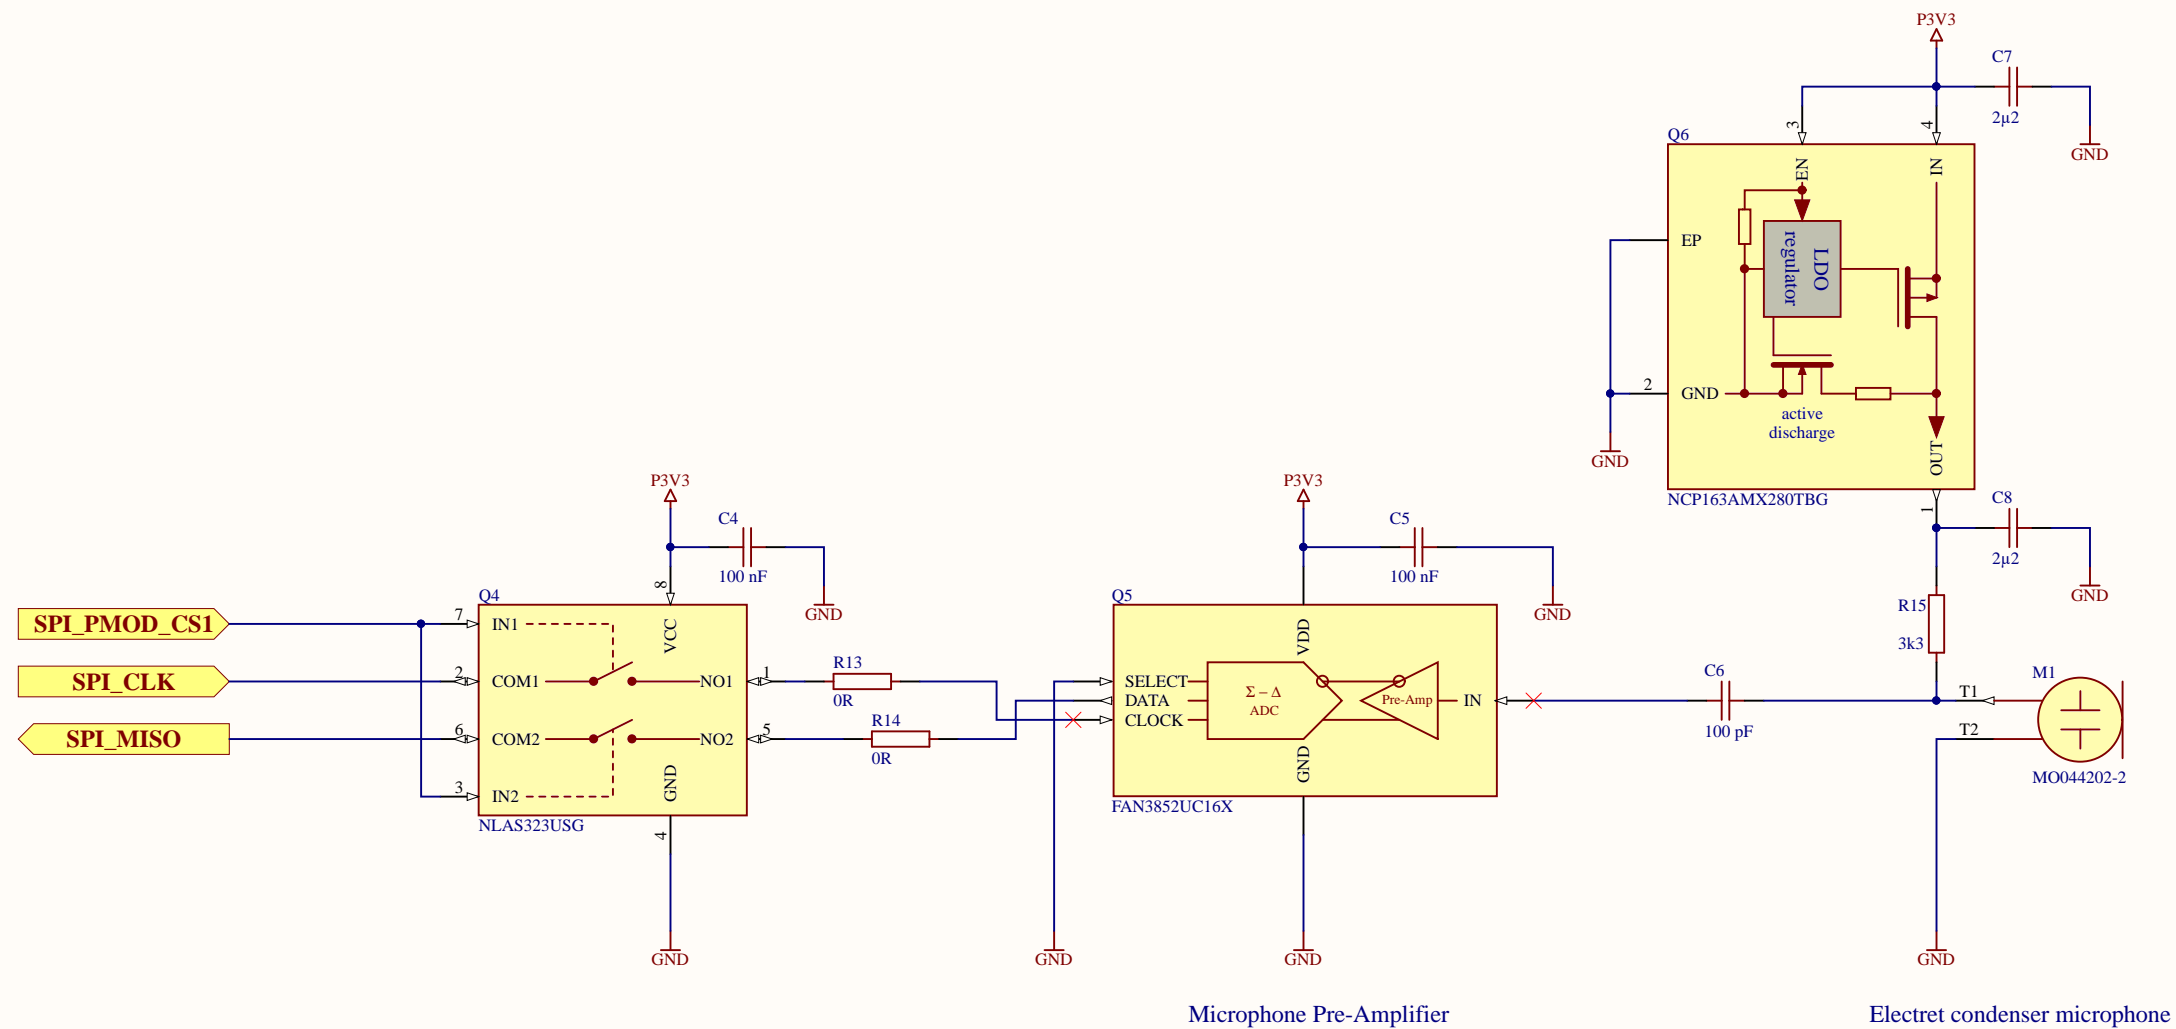 P3V3
C7
2µ2
GND
Q6
3
4
EN
IN
LDO
regulator
EP
2
GND
active
discharge
OUT
GND
NCP163AMX280TBG
1
C8
2µ2
GND
R15
3k3
P3V3
C4
100 nF
GND
8
Q4
SPI_PMOD_CS1
7
IN1
VCC
SPI_CLK
2
COM1
NO1
1
R13
0R
SPI_MISO
6
COM2
NO2
5
R14
0R
3
IN2
GND
NLAS323USG
4
GND
P3V3
C5
100 nF
GND
Q5
VDD
SELECT
DATA
CLOCK
Σ – Δ
ADC
Pre-Amp
IN
GND
FAN3852UC16X
GND
GND
C6
100 pF
M1
T1
T2
MO044202-2
GND
Microphone Pre-Amplifier
Electret condenser microphone